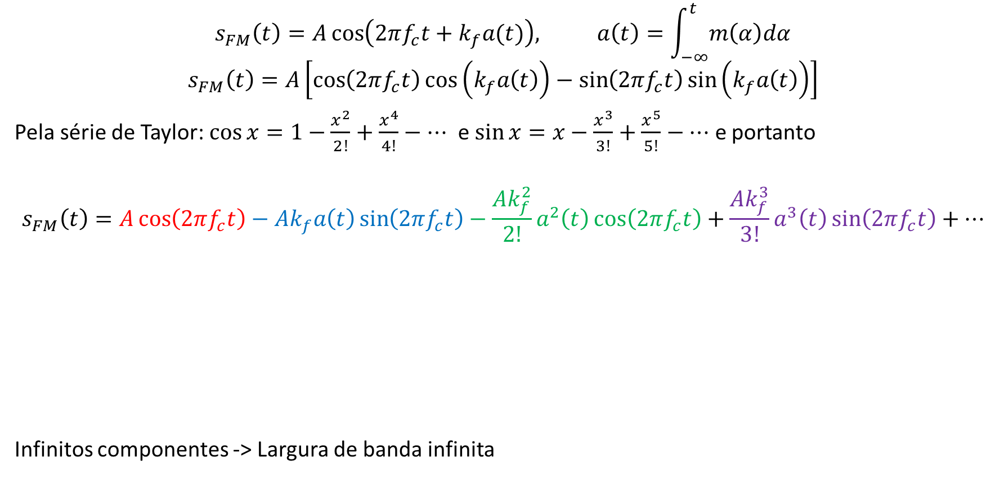 s_{FM}(t) = A cos(2πf_c t + k_f a(t)), a(t) = ∫_{−∞}^{t} m(α)dα
s_{FM}(t) = A [cos(2πf_c t) cos (k_f a(t)) − sin(2πf_c t) sin (k_f a(t))]
Pela série de Taylor: cos x = 1 − x²/2! + x⁴/4! − ⋯ e sin x = x − x³/3! + x⁵/5! − ⋯ e portanto
s_{FM}(t) = A cos(2πf_c t) − Ak_f a(t) sin(2πf_c t) − Ak_f²/2! a²(t) cos(2πf_c t) + Ak_f³/3! a³(t) sin(2πf_c t) + ⋯
Infinitos componentes -> Largura de banda infinita